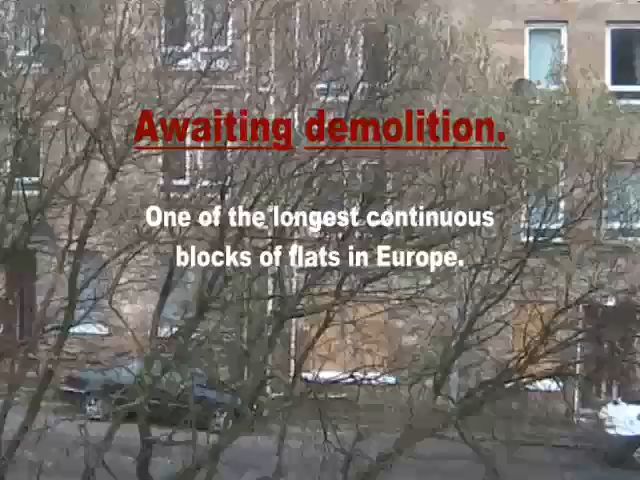 Awaiting demolition.
One of the longest continuous
blocks of flats in Europe.